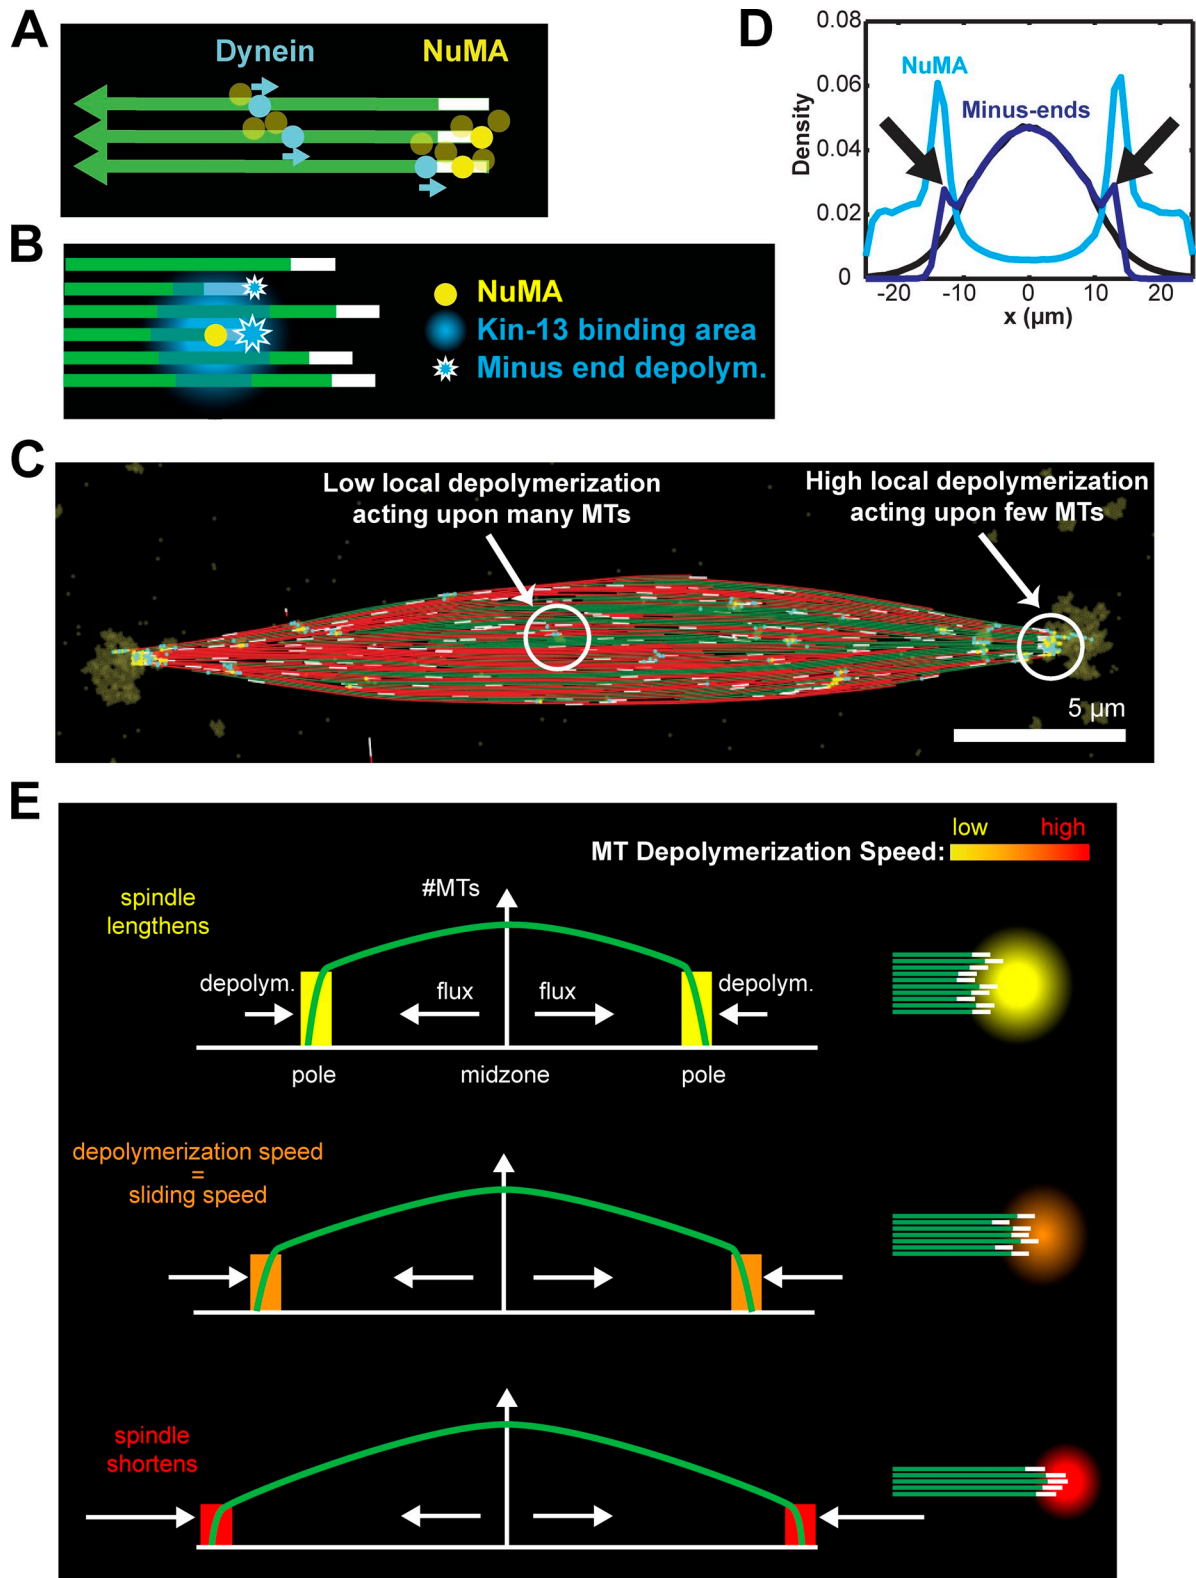 A
Dynein
NuMA
B
NuMA
Kin-13 binding area
Minus end depolym.
D
0.08
0.06
0.04
0.02
0
Density
NuMA
Minus-ends
-20
-10
0
10
20
x (µm)
C
Low local depolymerization
acting upon many MTs
High local depolymerization
acting upon few MTs
5 µm
E
low
high
MT Depolymerization Speed:
#MTs
spindle
lengthens
depolym.
flux
flux
depolym.
pole
midzone
pole
depolymerization speed
=
sliding speed
spindle
shortens